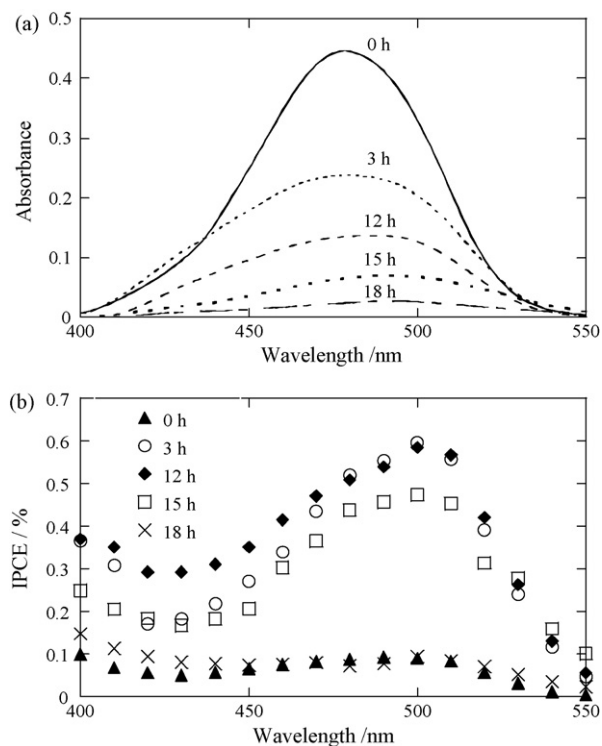 (a)
0.5
0.4
0.3
0.2
0.1
0
Absorbance
0 h
3 h
12 h
15 h
18 h
400
450
500
550
Wavelength /nm
(b)
0.7
0.6
0.5
0.4
0.3
0.2
0.1
0
IPCE / %
0 h
3 h
12 h
15 h
18 h
400
450
500
550
Wavelength /nm